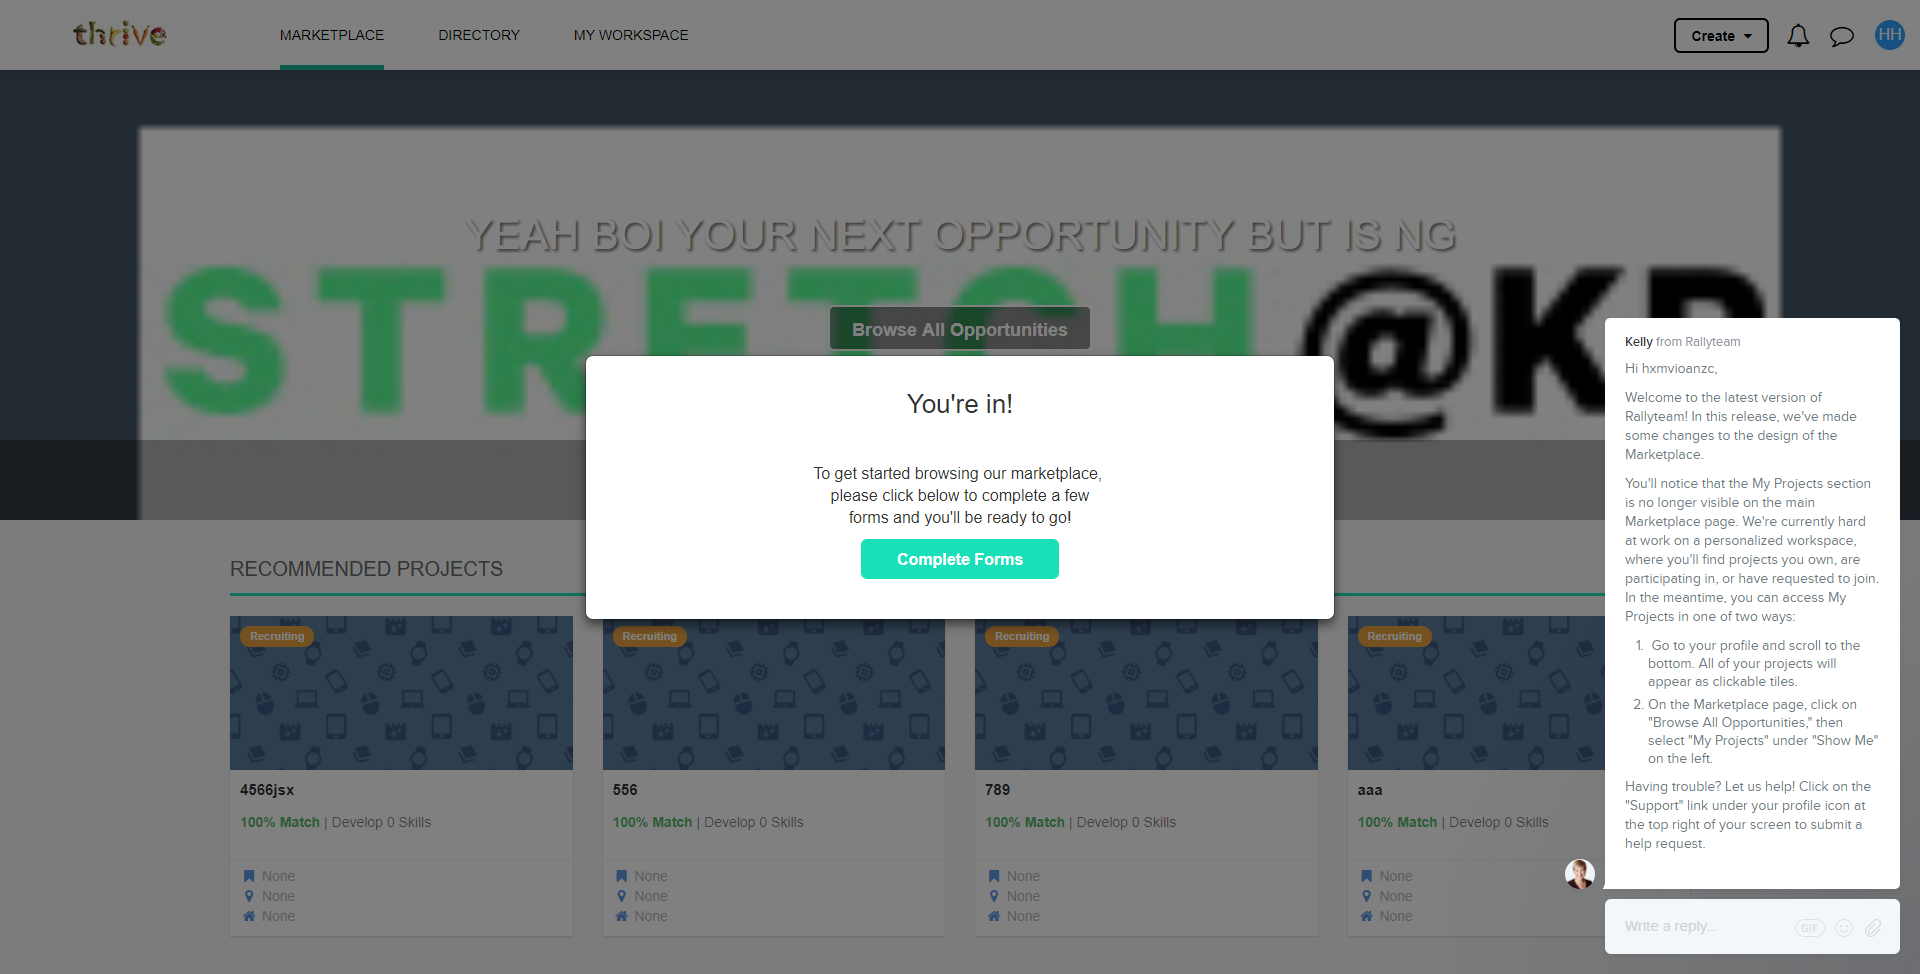 thrive
MARKETPLACE
DIRECTORY
MY WORKSPACE
Create
HH
YEAH BOI YOUR NEXT OPPORTUNITY BUT IS NG
STRETCH@KP
Browse All Opportunities
You're in!
To get started browsing our marketplace,
please click below to complete a few
forms and you'll be ready to go!
Complete Forms
RECOMMENDED PROJECTS
Recruiting
4566jsx
100% Match | Develop 0 Skills
None
None
None
Recruiting
556
100% Match | Develop 0 Skills
None
None
None
Recruiting
789
100% Match | Develop 0 Skills
None
None
None
Recruiting
aaa
100% Match | Develop 0 Skills
None
None
None
Kelly from Rallyteam
Hi hxmvioanzc,
Welcome to the latest version of
Rallyteam! In this release, we've made
some changes to the design of the
Marketplace.
You'll notice that the My Projects section
is no longer visible on the main
Marketplace page. We're currently hard
at work on a personalized workspace,
where you'll find projects you own, are
participating in, or have requested to join.
In the meantime, you can access My
Projects in one of two ways:
1. Go to your profile and scroll to the
bottom. All of your projects will
appear as clickable tiles.
2. On the Marketplace page, click on
"Browse All Opportunities," then
select "My Projects" under "Show Me"
on the left.
Having trouble? Let us help! Click on the
"Support" link under your profile icon at
the top right of your screen to submit a
help request.
Write a reply...
GIF